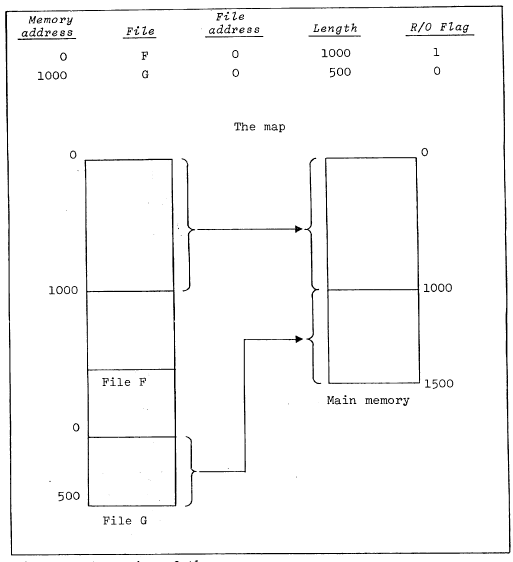 Memory address File File address Length R/O Flag
0 F 0 1000 1
1000 G 0 500 0
The map
0 0
1000 1000
File F 1500
Main memory
0
500
File G